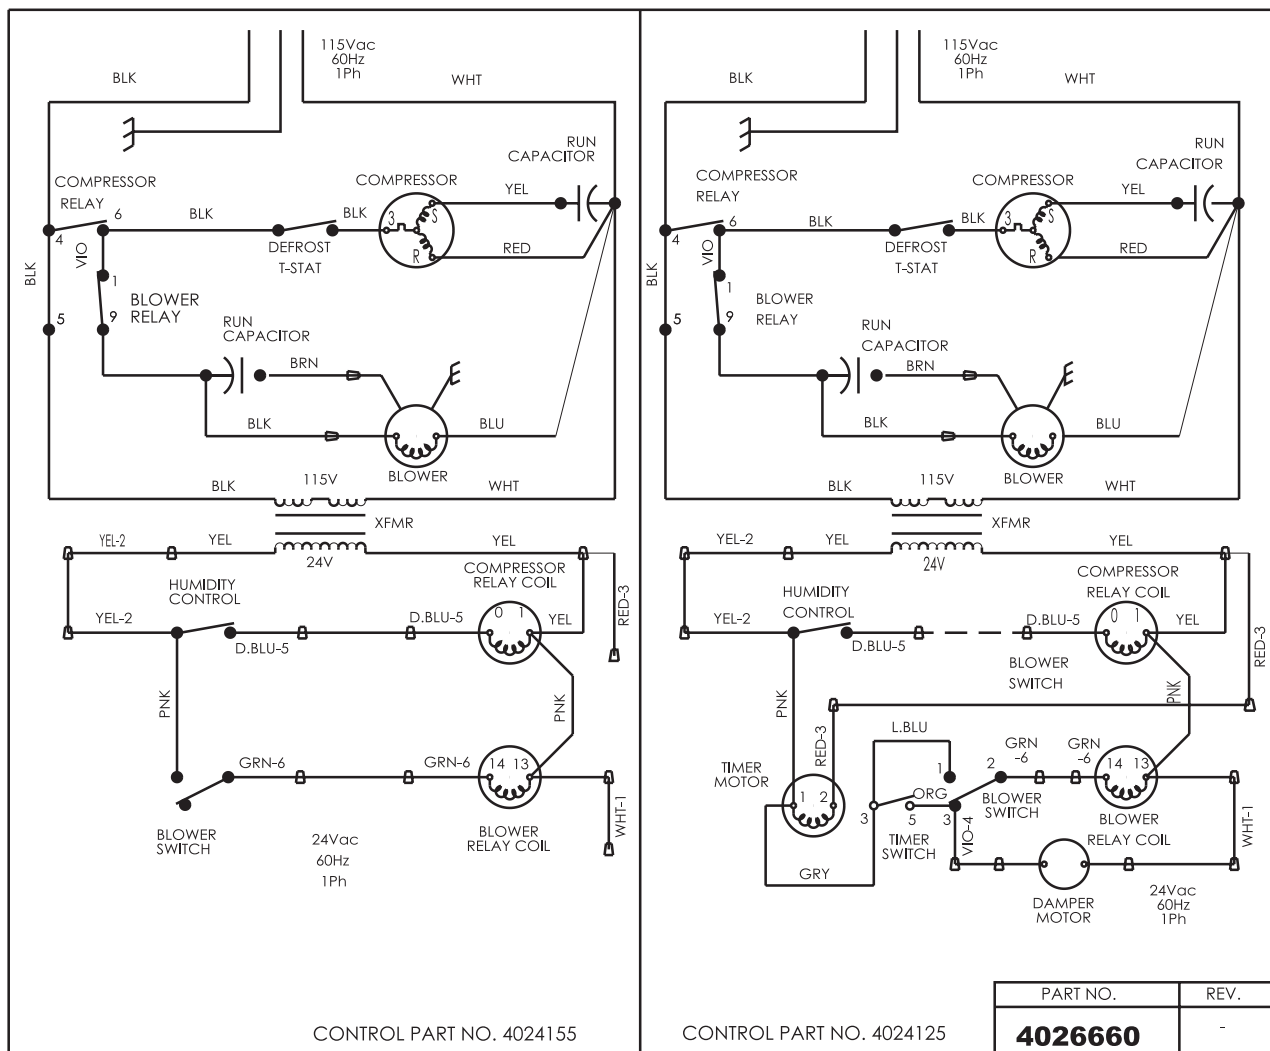 115Vac
60Hz
1Ph
BLK
WHT
RUN
CAPACITOR
COMPRESSOR
RELAY
6
4
BLK
DEFROST
T-STAT
BLK
COMPRESSOR
3
S
R
YEL
RED
VIO
BLK
1
BLOWER
RELAY
5
9
RUN
CAPACITOR
BRN
BLK
BLU
BLOWER
BLK
115V
WHT
XFMR
YEL-2
YEL
24V
YEL
COMPRESSOR
RELAY COIL
HUMIDITY
CONTROL
YEL-2
D.BLU-5
D.BLU-5
0 1
YEL
RED-3
PNK
PNK
GRN-6
GRN-6
14 13
BLOWER
SWITCH
24Vac
60Hz
1Ph
BLOWER
RELAY COIL
WHT-1
CONTROL PART NO. 4024155
115Vac
60Hz
1Ph
BLK
WHT
RUN
CAPACITOR
COMPRESSOR
RELAY
6
4
BLK
DEFROST
T-STAT
BLK
COMPRESSOR
3
S
R
YEL
RED
VIO
BLK
1
BLOWER
RELAY
5
9
RUN
CAPACITOR
BRN
BLK
BLU
BLOWER
BLK
115V
WHT
XFMR
YEL-2
YEL
24V
YEL
COMPRESSOR
RELAY COIL
HUMIDITY
CONTROL
YEL-2
D.BLU-5
D.BLU-5
0 1
YEL
RED-3
BLOWER
SWITCH
PNK
PNK
RED-3
L.BLU
TIMER
MOTOR
1 2
1
ORG
3
5
3
TIMER
SWITCH
2
GRN
-6
GRN
-6
BLOWER
SWITCH
14 13
BLOWER
RELAY COIL
VIO-4
WHT-1
GRY
DAMPER
MOTOR
24Vac
60Hz
1Ph
CONTROL PART NO. 4024125
PART NO.
REV.
4026660
-